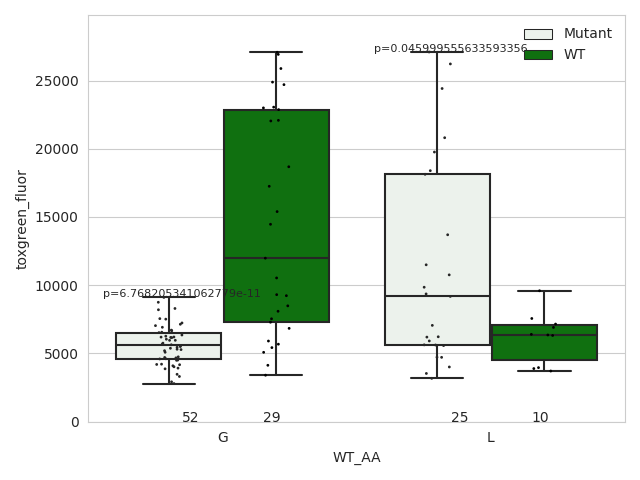 p=0.045999555633593356
Mutant
WT
25000
20000
15000
10000
5000
0
toxgreen_fluor
p=6.768205341062779e-11
52
29
25
10
G
L
WT_AA